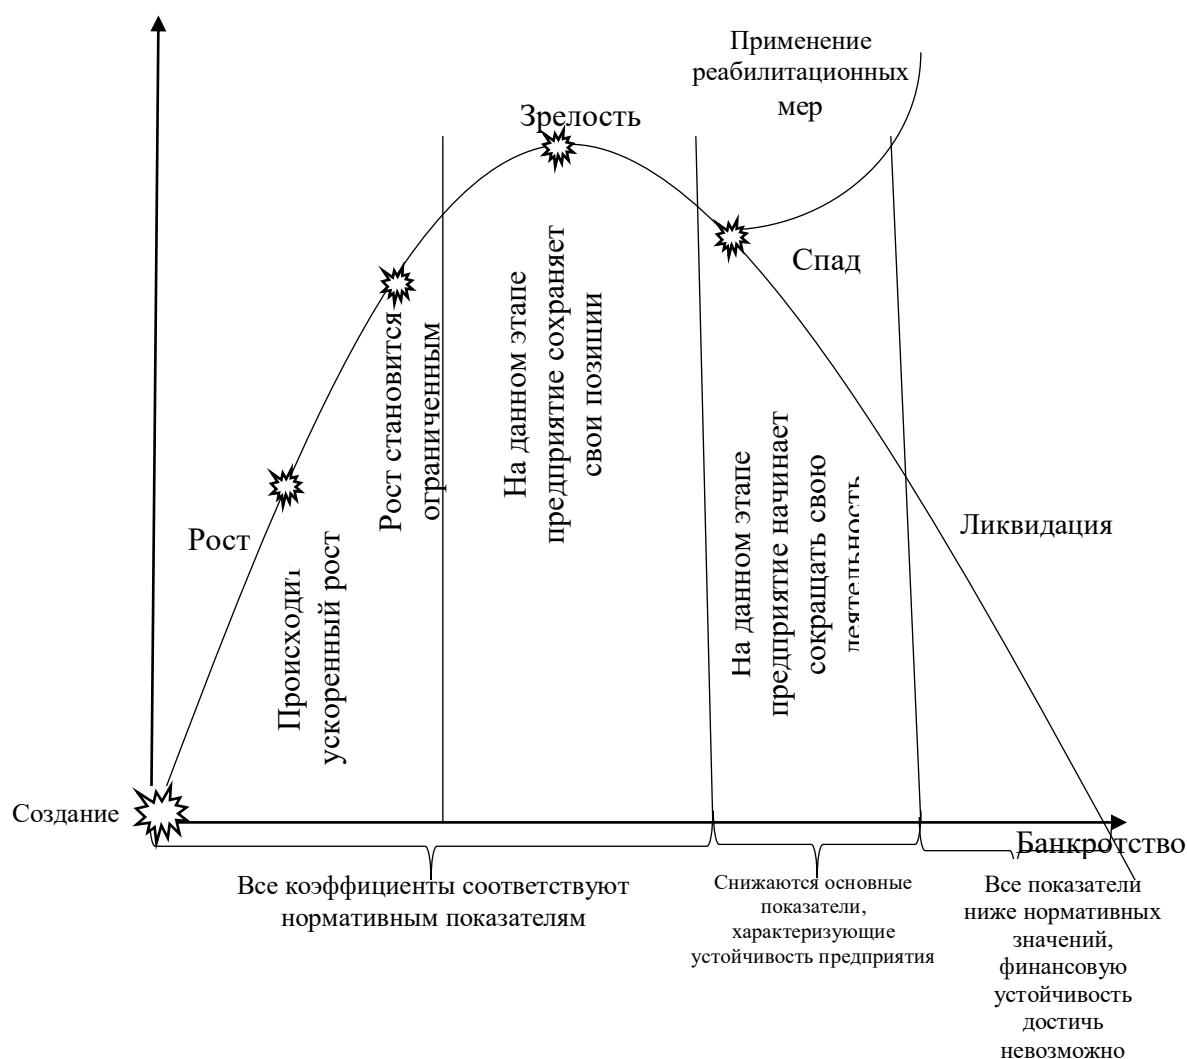 Применение
реабилитационных
мер
Зрелость
Спад
Рост становится
ограниченным
На данном этапе
предприятие сохраняет
свои позиции
На данном этапе
предприятие начинает
сокращать свою
деятельность
Рост
Происходит
ускоренный рост
Ликвидация
Создание
Банкротство
Все коэффициенты соответствуют
нормативным показателям
Снижаются основные
показатели,
характеризующие
устойчивость предприятия
Все показатели
ниже нормативных
значений,
финансовую
устойчивость
достичь
невозможно